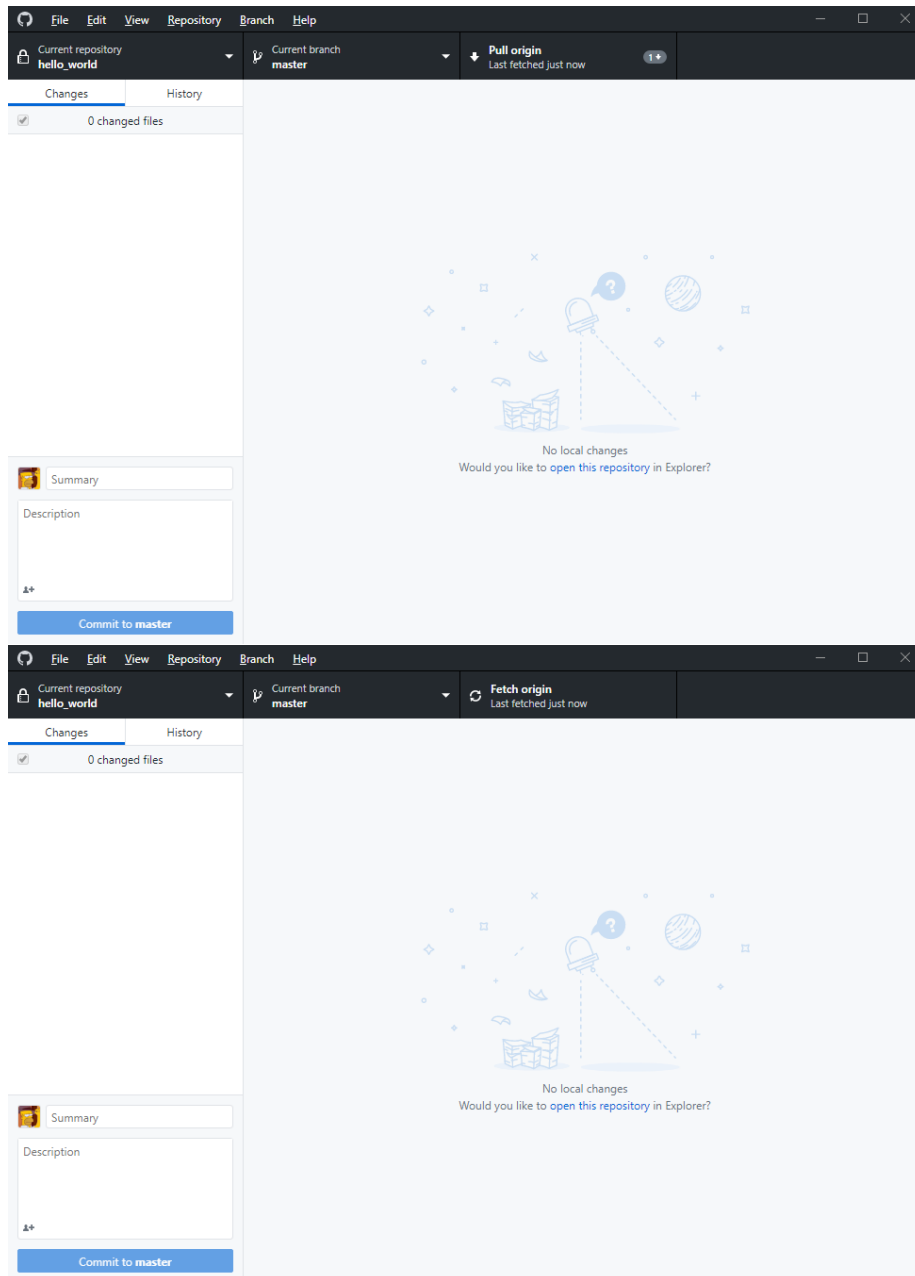 File Edit View Repository Branch Help
Current repository
hello_world
Current branch
master
Pull origin
Last fetched just now
1
Changes History
0 changed files
?
No local changes
Would you like to open this repository in Explorer?
Summary
Description
Commit to master
File Edit View Repository Branch Help
Current repository
hello_world
Current branch
master
Fetch origin
Last fetched just now
Changes History
0 changed files
?
No local changes
Would you like to open this repository in Explorer?
Summary
Description
Commit to master